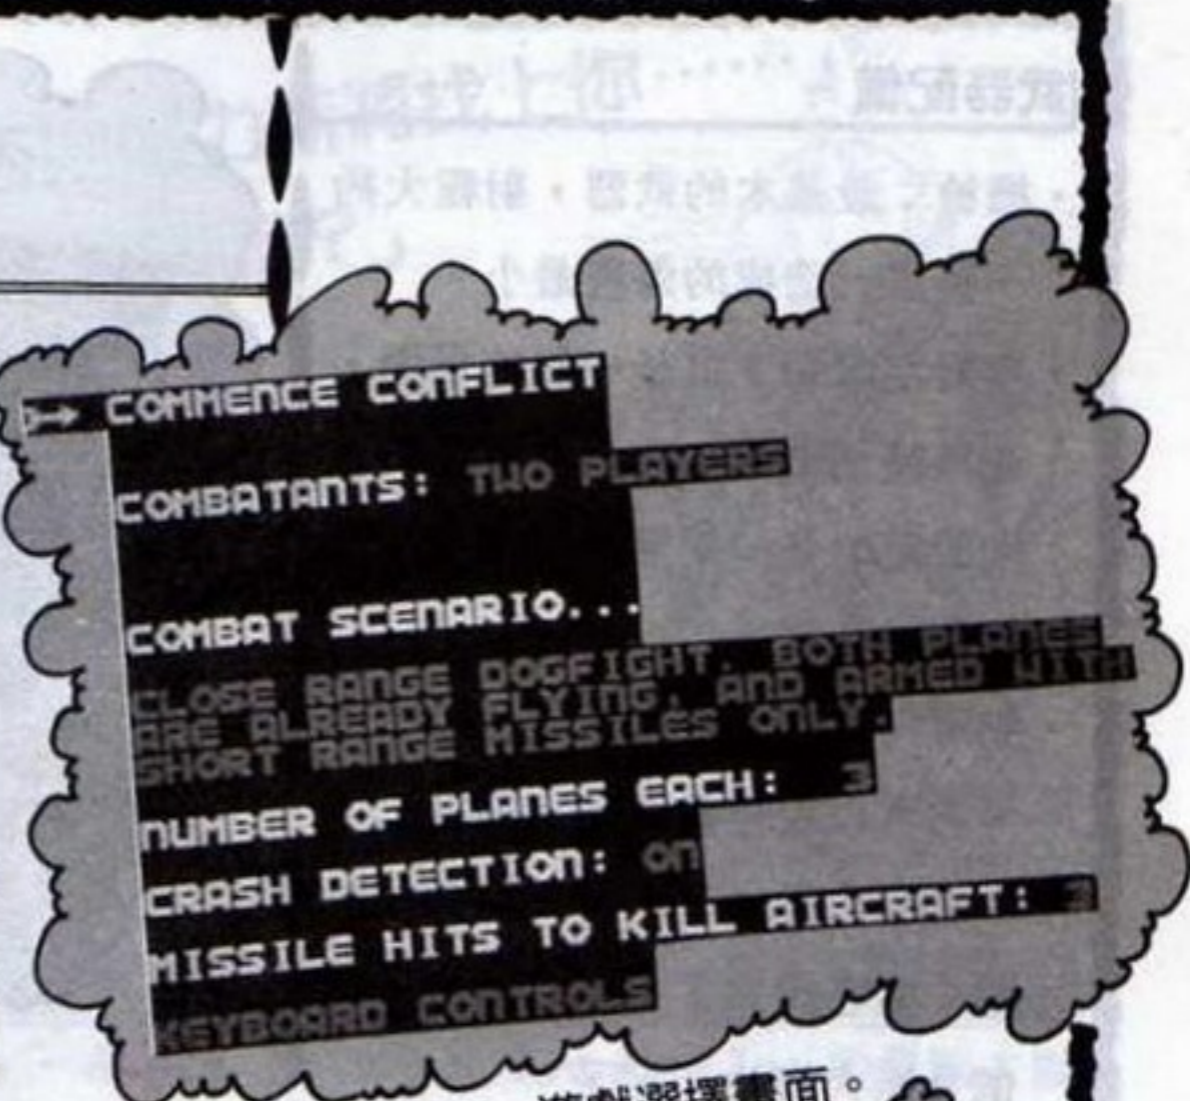 COMMENCE CONFLICT
COMBATANTS: TWO PLAYERS
COMBAT SCENARIO...
CLOSE RANGE DOGFIGHT. BOTH PLANES
ARE ALREADY FLYING, AND ARMED WITH
SHORT RANGE MISSILES ONLY.
NUMBER OF PLANES EACH: 3
CRASH DETECTION: ON
MISSILE HITS TO KILL AIRCRAFT: 3
KEYBOARD CONTROLS
遊戲選擇畫面。